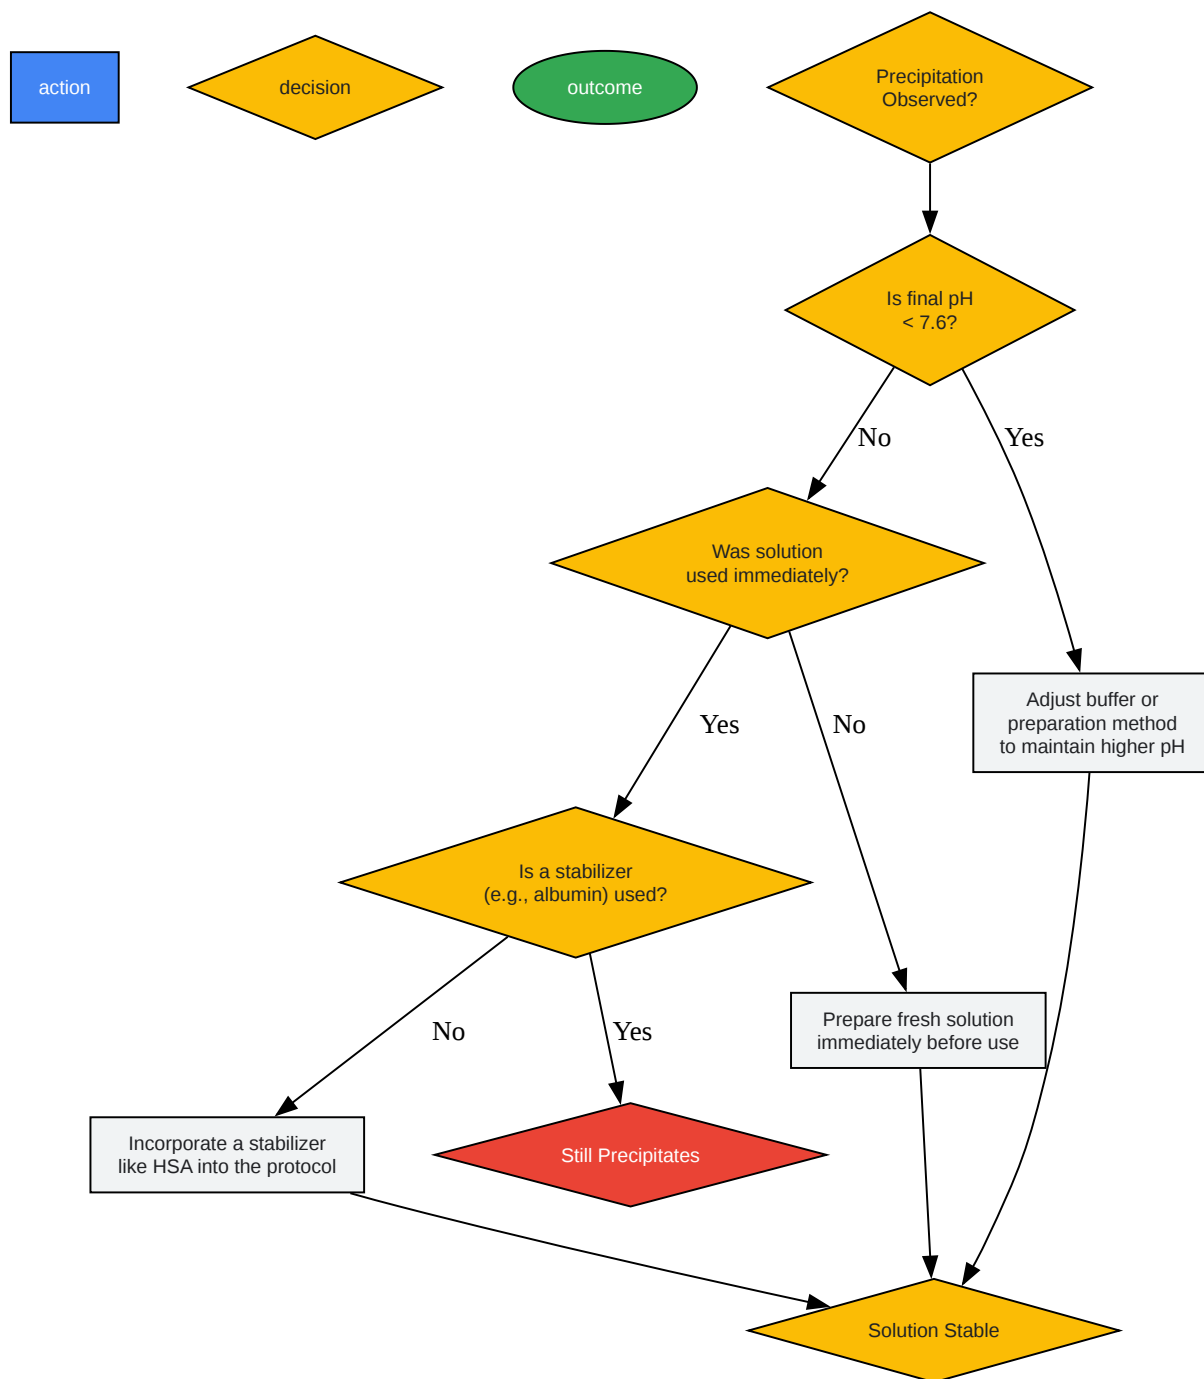 action
decision
outcome
Precipitation
Observed?
Is final pH
< 7.6?
No
Yes
Was solution
used immediately?
Yes
No
Adjust buffer or
preparation method
to maintain higher pH
Is a stabilizer
(e.g., albumin) used?
No
Yes
Prepare fresh solution
immediately before use
Incorporate a stabilizer
like HSA into the protocol
Still Precipitates
Solution Stable